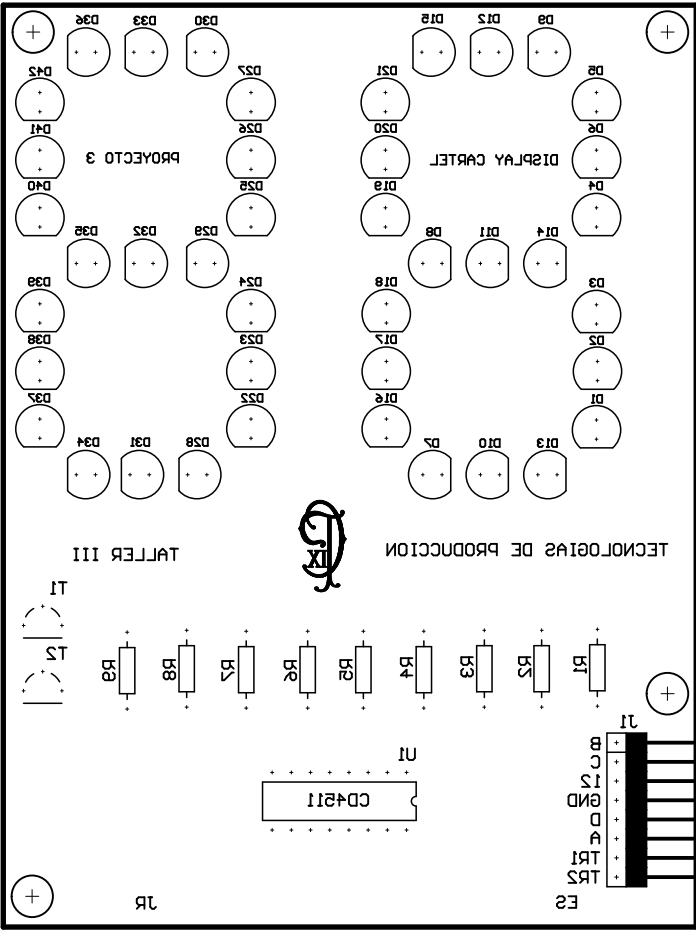 D36 D33 D30 D15 D12 D9
D42 D27 D21 D5
D41 D26 D20 D6
PROYECTO 3 DISPLAY CARTEL
D40 D25 D19 D4
D35 D32 D29 D8 D11 D14
D39 D24 D18 D3
D38 D23 D17 D2
D37 D22 D16 D1
D34 D31 D28 D7 D10 D13
TALLER III
IX
TECNOLOGIAS DE PRODUCCION
T1
T2
R9 R8 R7 R6 R5 R4 R3 R2 R1
J1
B
C
12
GND
D
A
TR1
TR2
U1
CD4511
JR
ES